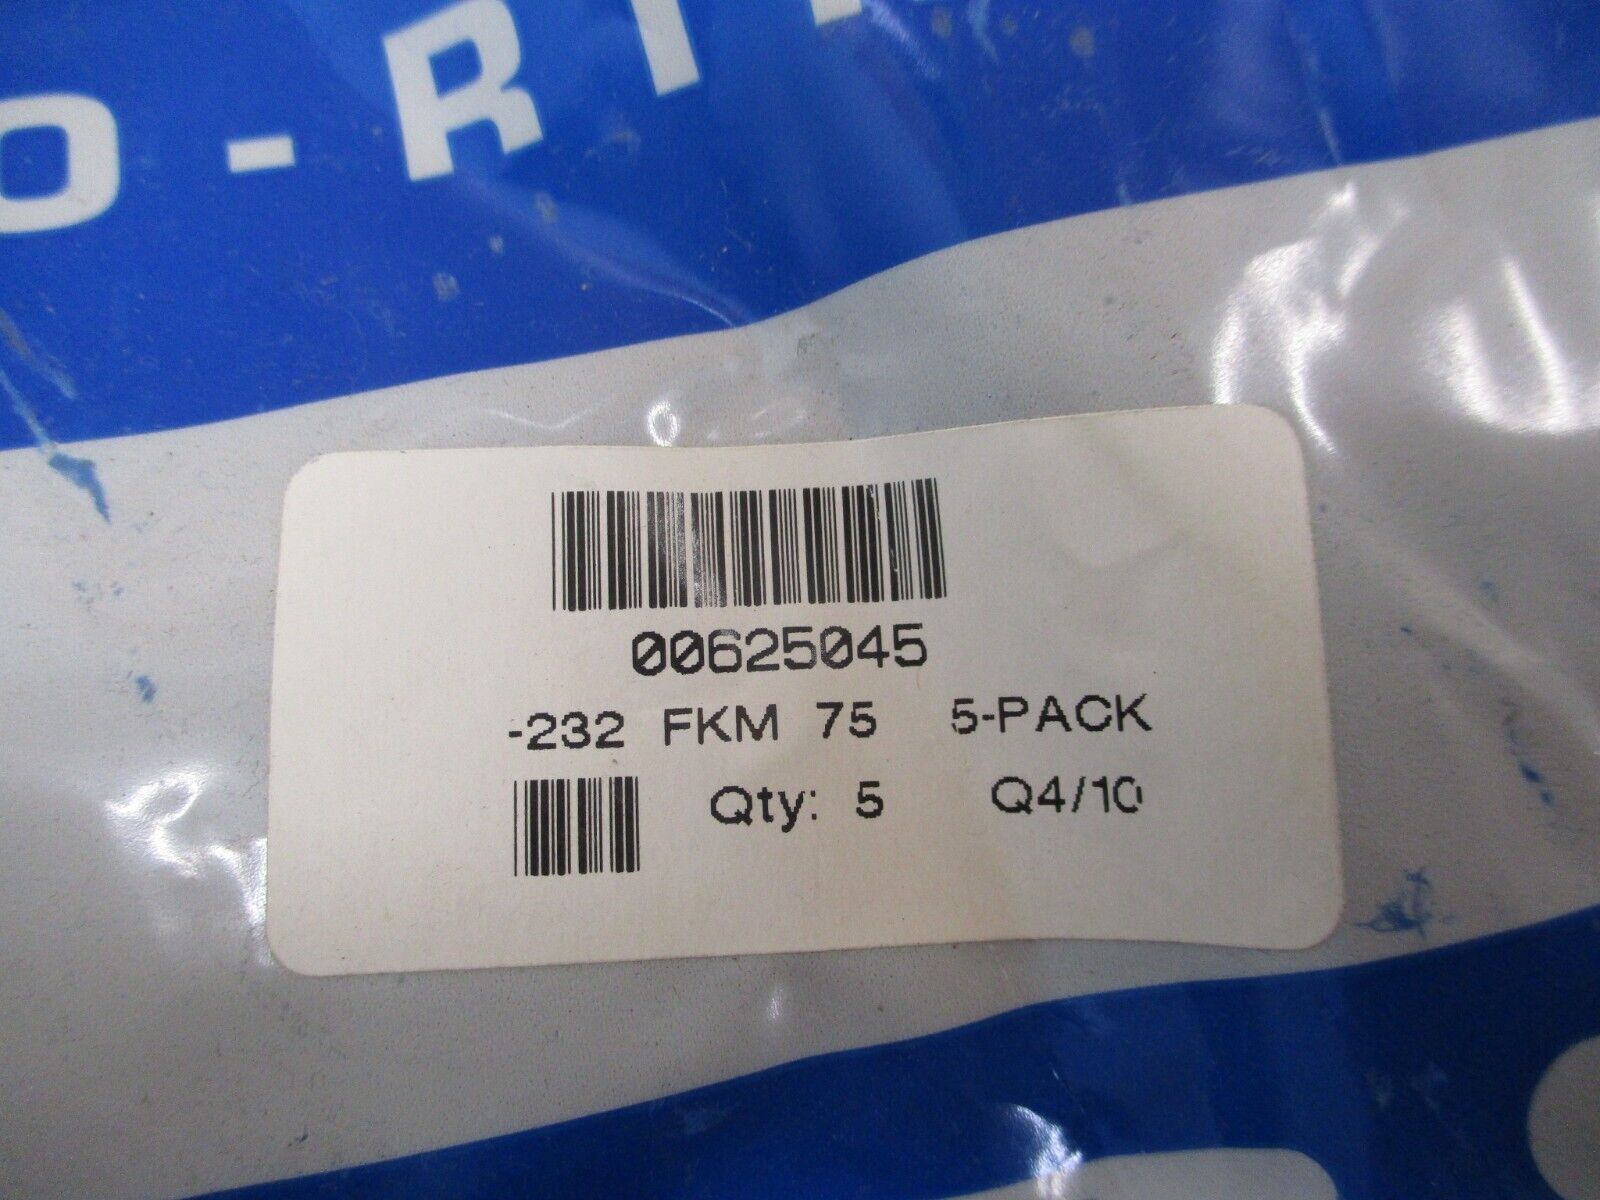 O-RI
00625045
-232 FKM 75 5-PACK
Qty: 5 Q4/10